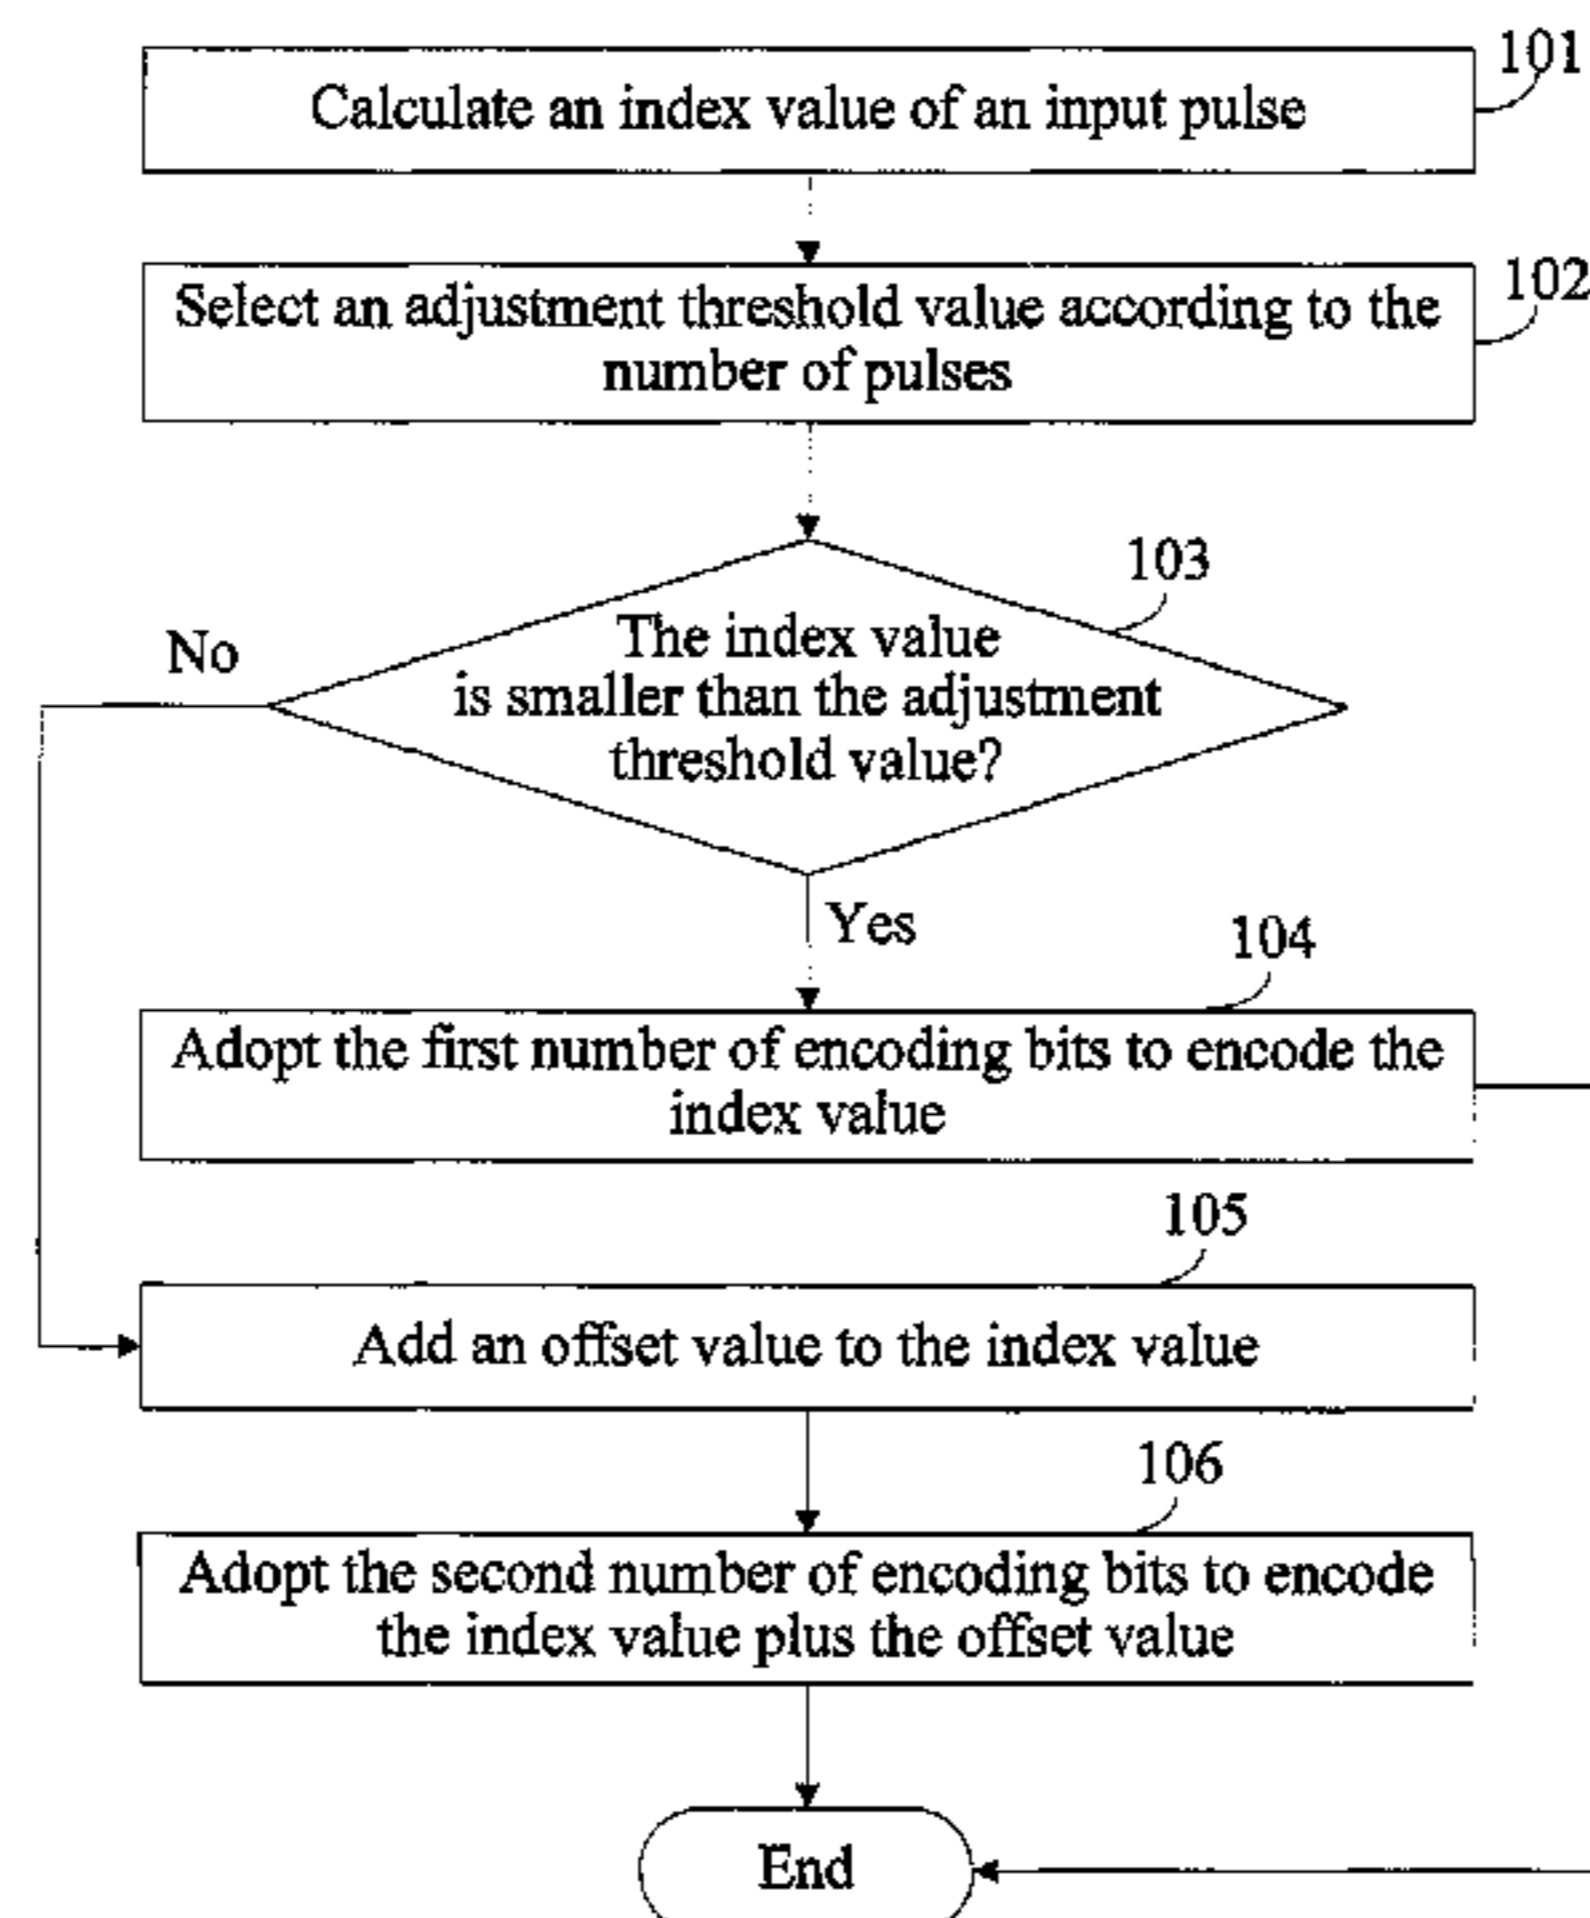 101
Calculate an index value of an input pulse
102
Select an adjustment threshold value according to the
number of pulses
103
No
The index value
is smaller than the adjustment
threshold value?
Yes
104
Adopt the first number of encoding bits to encode the
index value
105
Add an offset value to the index value
106
Adopt the second number of encoding bits to encode
the index value plus the offset value
End